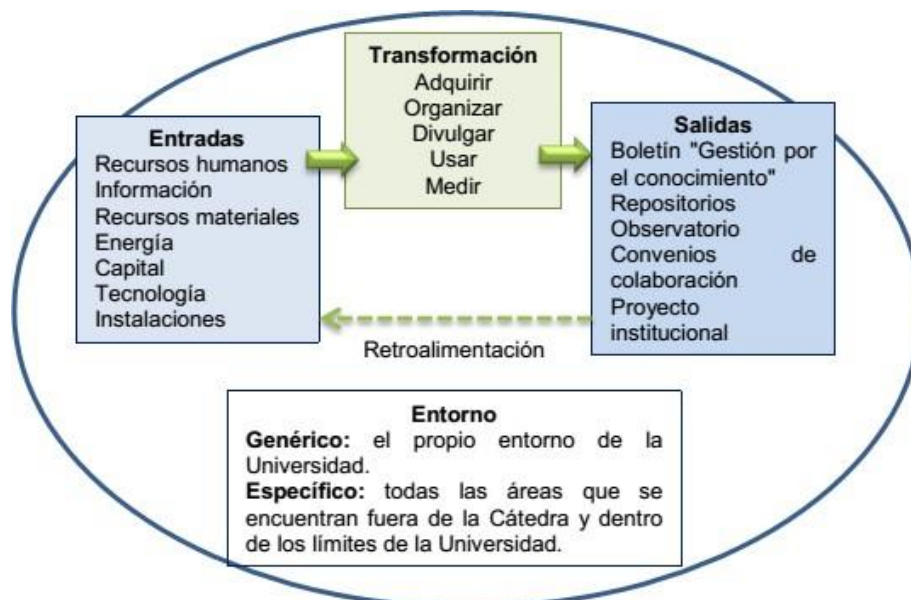 Transformación
Adquirir
Organizar
Divulgar
Usar
Medir
Entradas
Recursos humanos
Información
Recursos materiales
Energía
Capital
Tecnología
Instalaciones
Salidas
Boletín "Gestión por
el conocimiento"
Repositorios
Observatorio
Convenios de
colaboración
Proyecto
institucional
Retroalimentación
Entorno
Genérico: el propio entorno de la
Universidad.
Específico: todas las áreas que se
encuentran fuera de la Cátedra y dentro
de los límites de la Universidad.